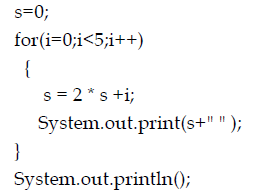 s=0;
for(i=0;i<5;i++)
{
s = 2 * s +i;
System.out.print(s+" " );
}
System.out.println();